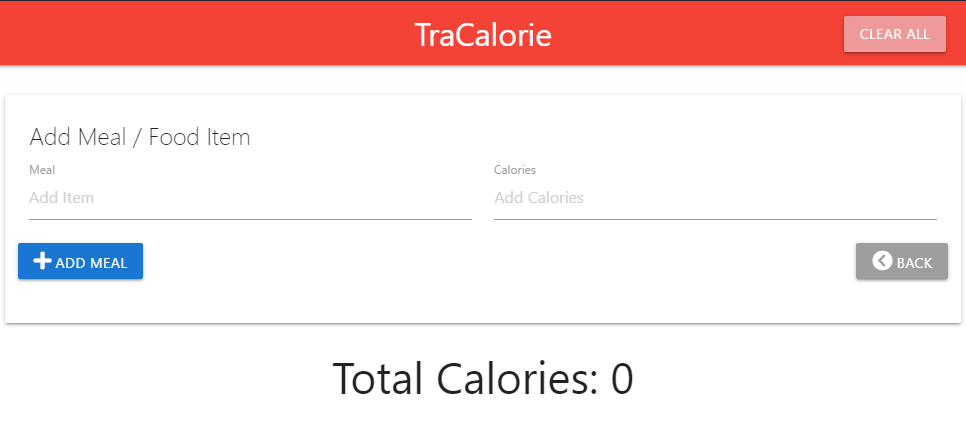 TraCalorie
CLEAR ALL
Add Meal / Food Item
Meal
Calories
Add Item
Add Calories
ADD MEAL
BACK
Total Calories: 0